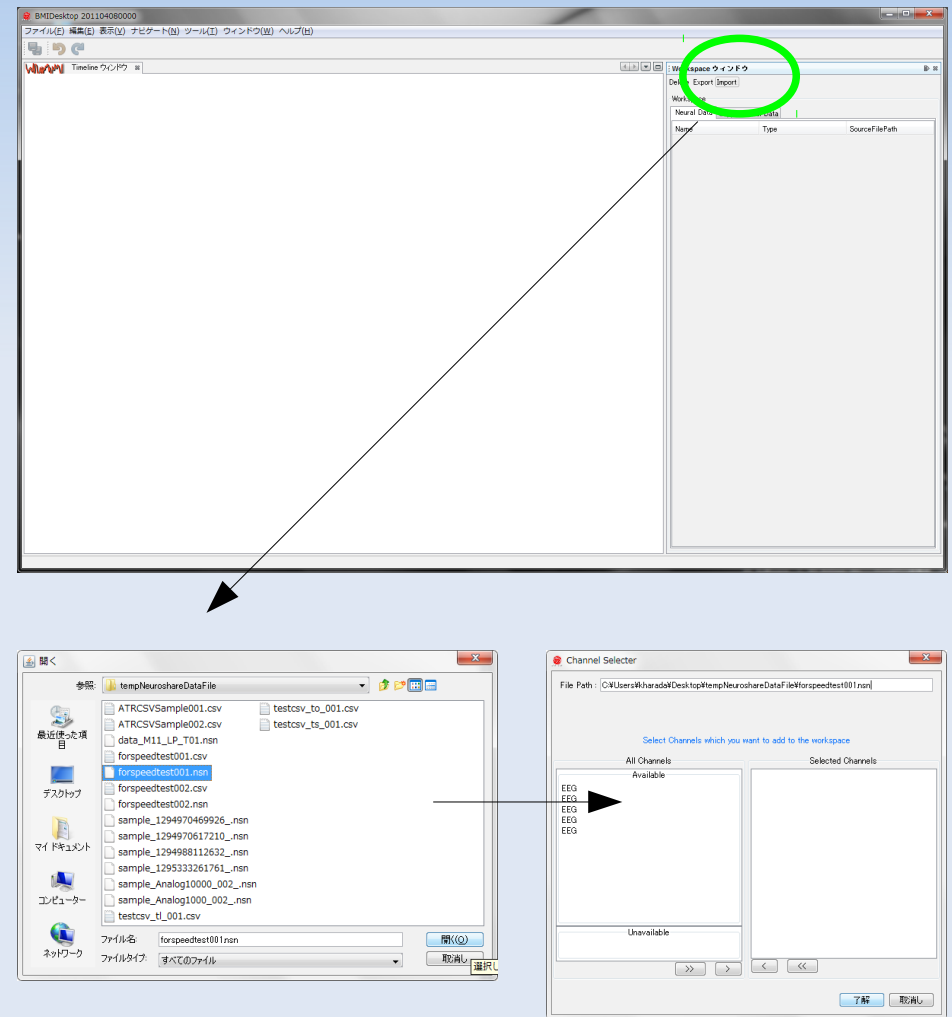 BMIDesktop 201104080000
ファイル(F) 編集(E) 表示(V) ナビゲート(N) ツール(T) ウィンドウ(W) ヘルプ(H)
Timeline ウィンドウ
Workspace ウィンドウ
Delete Export Import
Workspace
Neural Data Data
Name Type SourceFilePath
開く
参照: tempNeuroshareDataFile
最近使った項目
デスクトップ
マイ ドキュメント
コンピューター
ネットワーク
ATRCSVSample001.csv
ATRCSVSample002.csv
data_M11_LP_T01.nsn
forspeedtest001.csv
forspeedtest001.nsn
forspeedtest002.csv
forspeedtest002.nsn
sample_1294970469926_.nsn
sample_1294970617210_.nsn
sample_1294988112632_.nsn
sample_1295333261761_.nsn
sample_Analog10000_002_.nsn
sample_Analog1000_002_.nsn
testcsv_tl_001.csv
testcsv_to_001.csv
testcsv_ts_001.csv
ファイル名: forspeedtest001.nsn 開く(O)
ファイルタイプ: すべてのファイル 取消し
選択し
Channel Selecter
File Path : C:¥Users¥kharada¥Desktop¥tempNeuroshareDataFile¥forspeedtest001.nsn
Select Channels which you want to add to the workspace
All Channels Selected Channels
Available
EEG
EEG
EEG
EEG
EEG
Unavailable
>> > < <<
了解 取消し